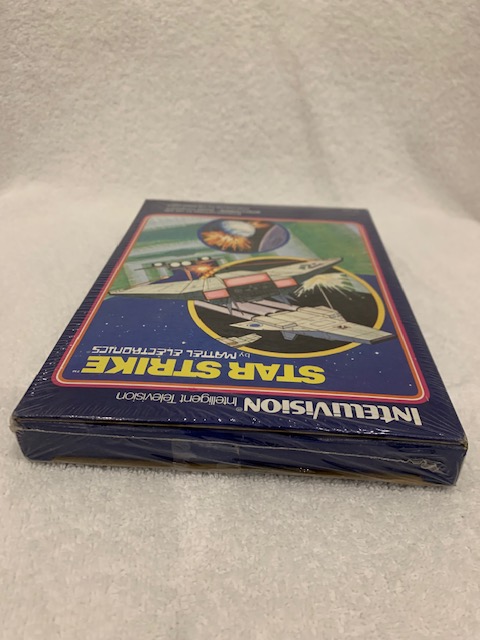 INTELLIVISION
Intelligent Television
STAR STRIKE™
by MATTEL ELECTRONICS